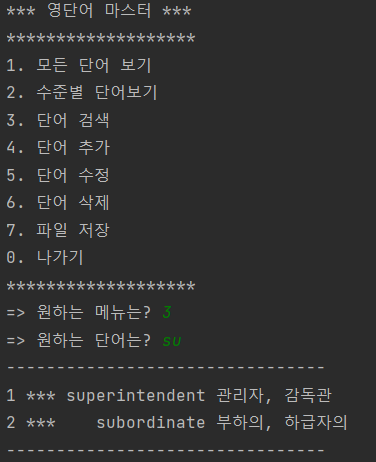 *** 영단어 마스터 ***
*******************
1. 모든 단어 보기
2. 수준별 단어보기
3. 단어 검색
4. 단어 추가
5. 단어 수정
6. 단어 삭제
7. 파일 저장
0. 나가기
*******************
=> 원하는 메뉴는? 3
=> 원하는 단어는? su
--------------------------------
1 *** superintendent 관리자, 감독관
2 ***    subordinate 부하의, 하급자의
--------------------------------